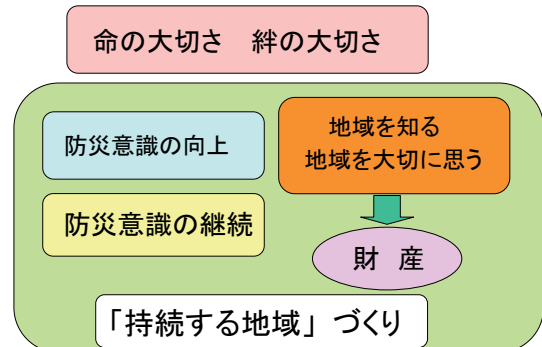 命の大切さ 絆の大切さ
防災意識の向上
地域を知る
地域を大切に思う
防災意識の継続
財 産
「持続する地域」づくり